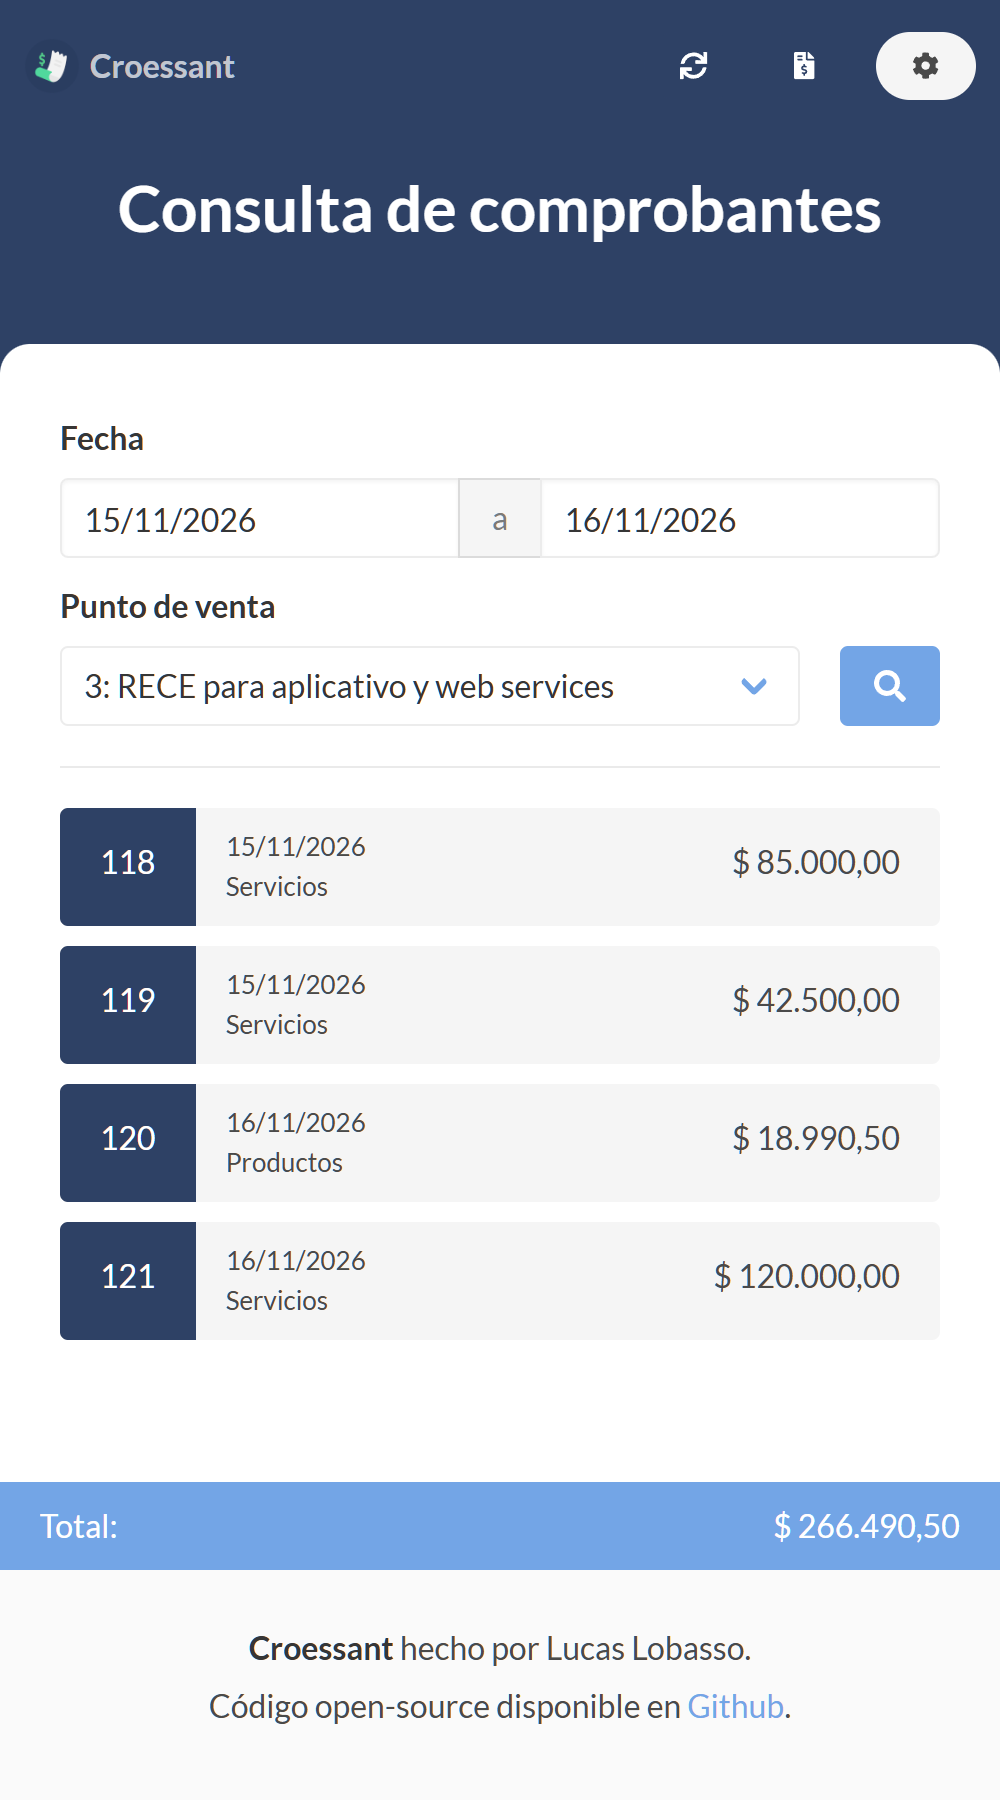 Croessant
Consulta de comprobantes
Fecha
15/11/2026 a 16/11/2026
Punto de venta
3: RECE para aplicativo y web services
118 15/11/2026 $ 85.000,00
Servicios
119 15/11/2026 $ 42.500,00
Servicios
120 16/11/2026 $ 18.990,50
Productos
121 16/11/2026 $ 120.000,00
Servicios
Total: $ 266.490,50
Croessant hecho por Lucas Lobasso.
Código open-source disponible en Github.